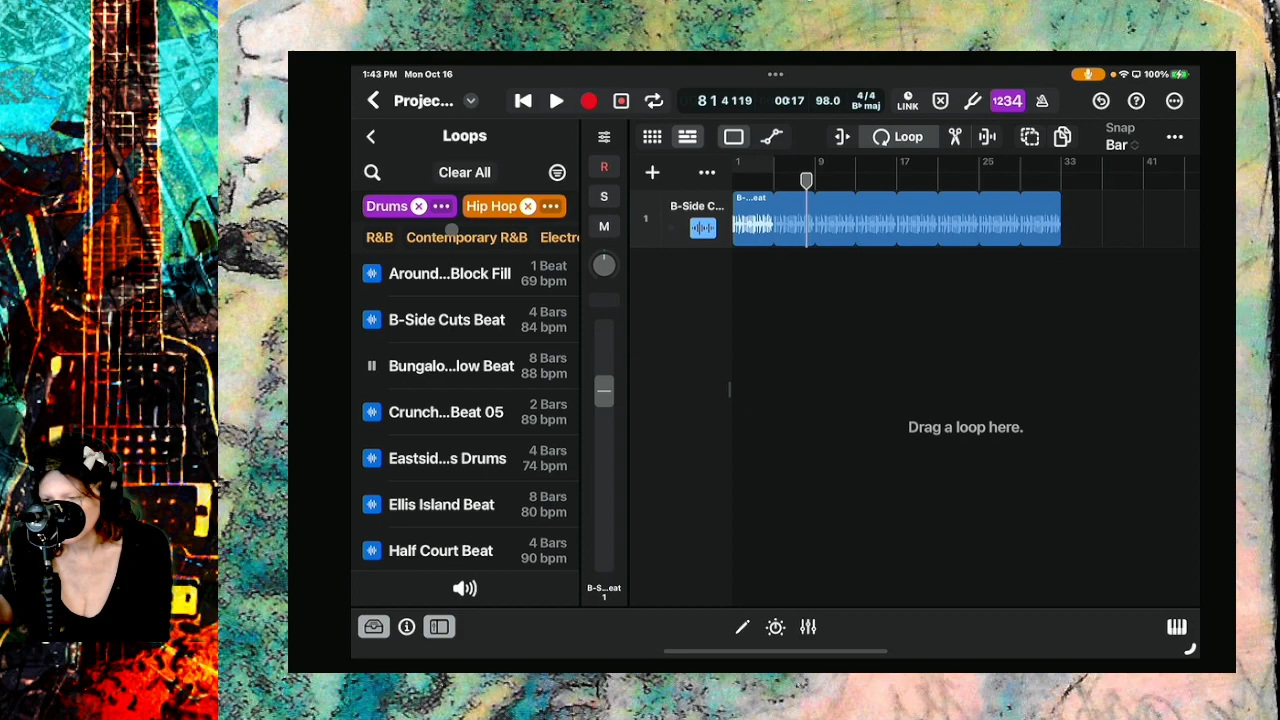 1:43 PM Mon Oct 16
100%
Projec...
8 1 4 119
00:17
98.0
4/4
B♭ maj
LINK
1234
Loops
Loop
Snap
Bar
Clear All
1 9 17 25 33 41
Drums
Hip Hop
R
S
M
1
B-Side C...
B-...eat
R&B
Contemporary R&B
Electro
Around...Block Fill
1 Beat
69 bpm
B-Side Cuts Beat
4 Bars
84 bpm
Bungalo...low Beat
8 Bars
88 bpm
Crunch...Beat 05
2 Bars
89 bpm
Eastsid...s Drums
4 Bars
74 bpm
Ellis Island Beat
8 Bars
80 bpm
Half Court Beat
4 Bars
90 bpm
Drag a loop here.
B-S...eat
1